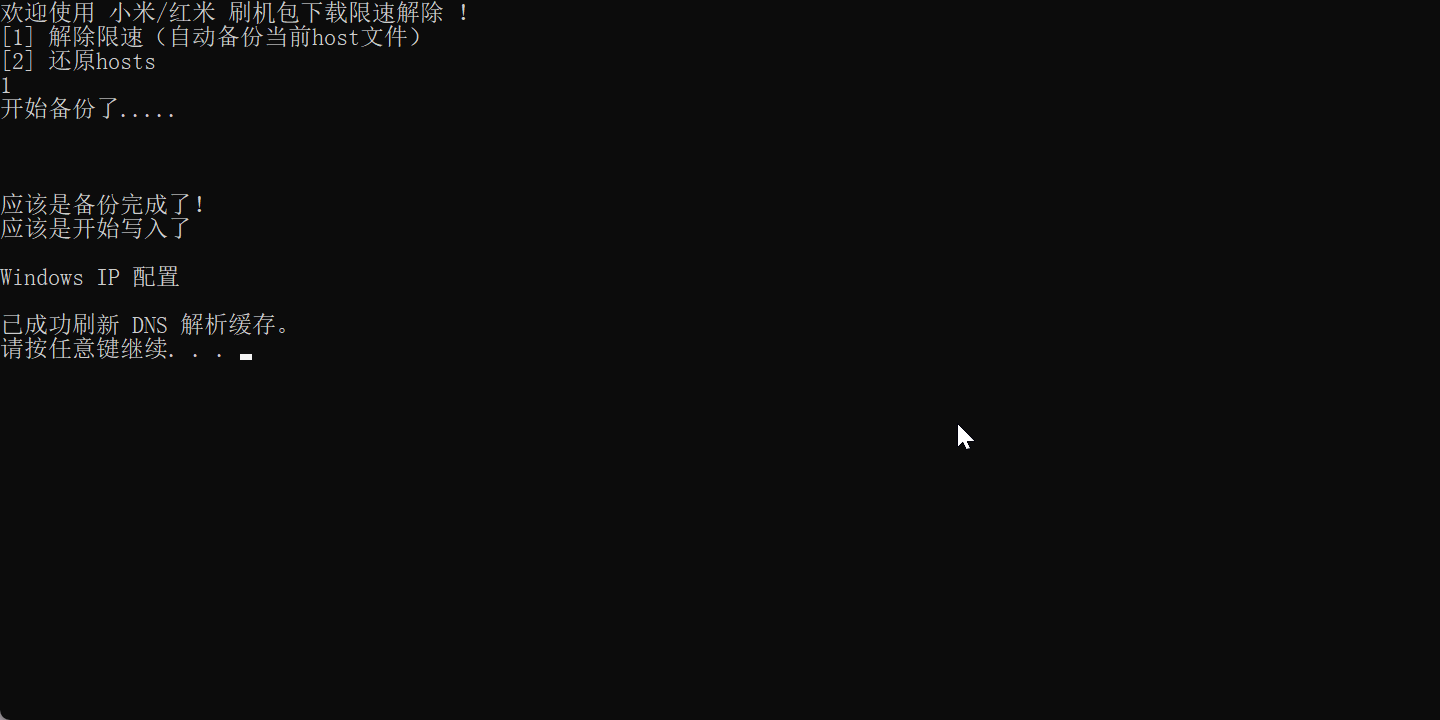 欢迎使用 小米/红米 刷机包下载限速解除 ！
[1] 解除限速（自动备份当前host文件）
[2] 还原hosts
1
开始备份了.....
应该是备份完成了!
应该是开始写入了
Windows IP 配置
已成功刷新 DNS 解析缓存。
请按任意键继续. . .